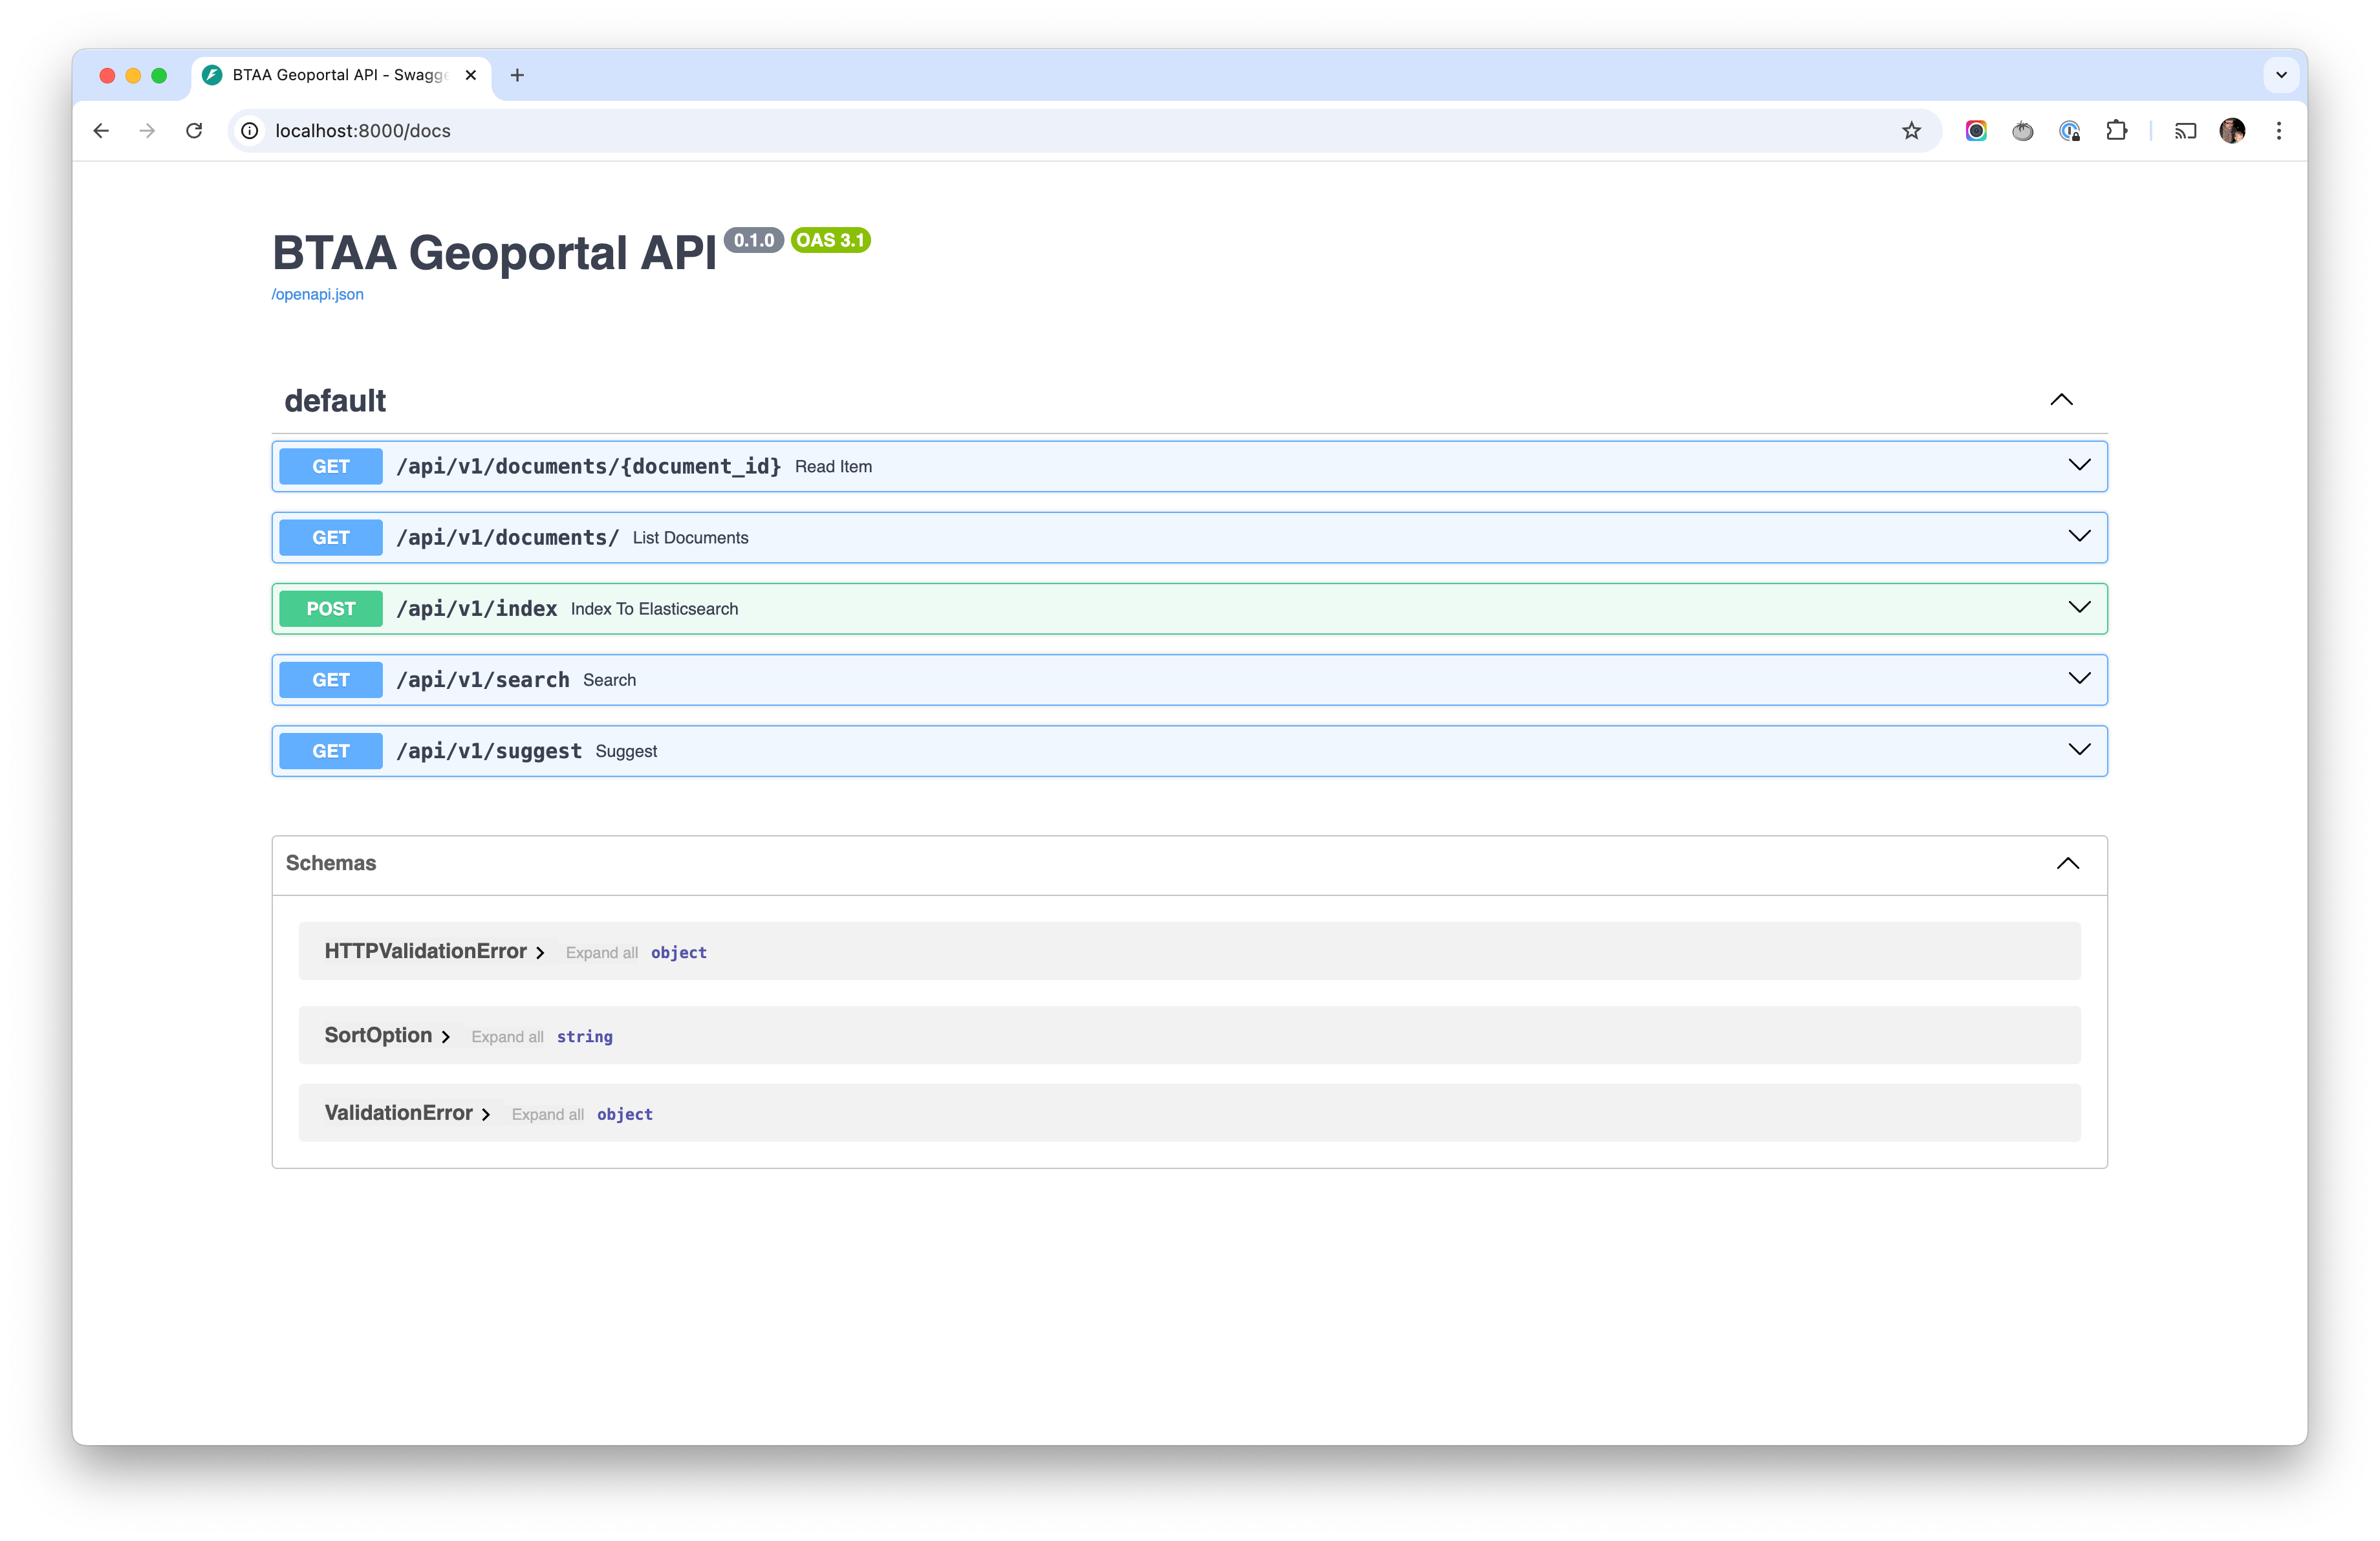 BTAA Geoportal API - Swagge
localhost:8000/docs
BTAA Geoportal API 0.1.0 OAS 3.1
/openapi.json
default
GET /api/v1/documents/{document_id} Read Item
GET /api/v1/documents/ List Documents
POST /api/v1/index Index To Elasticsearch
GET /api/v1/search Search
GET /api/v1/suggest Suggest
Schemas
HTTPValidationError Expand all object
SortOption Expand all string
ValidationError Expand all object